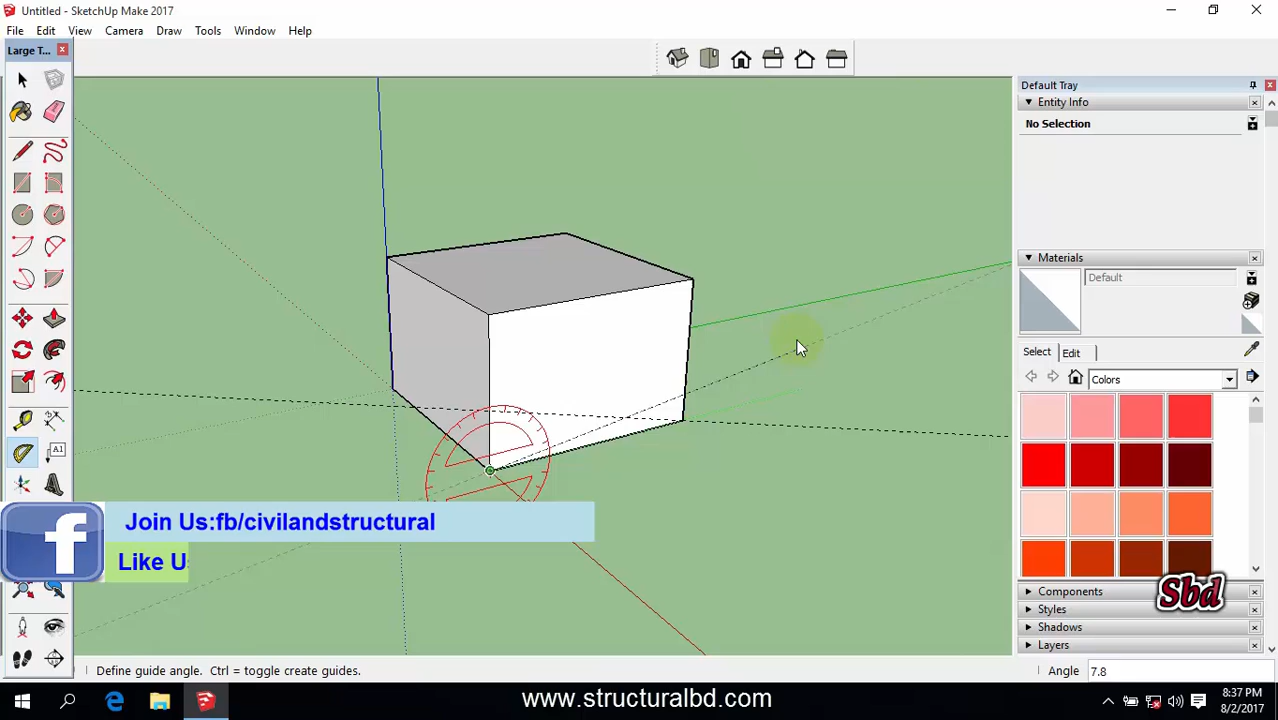 Untitled - SketchUp Make 2017
File Edit View Camera Draw Tools Window Help
Large T...
Default Tray
Entity Info
No Selection
Materials
Default
Select Edit
Colors
A1
Join Us:fb/civilandstructural
Like U
Sbd
Components
Styles
Shadows
Layers
Define guide angle. Ctrl = toggle create guides.
Angle 7.8
www.structuralbd.com
8:37 PM
8/2/2017